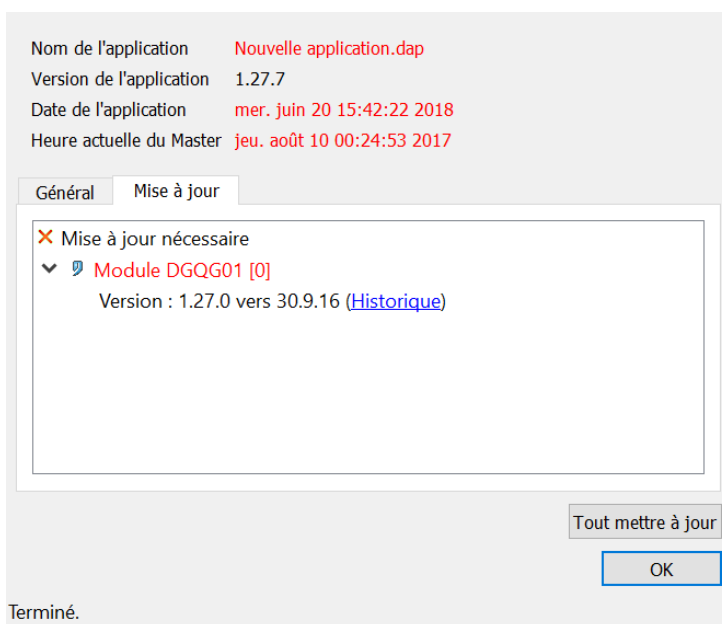 Nom de l'application Nouvelle application.dap
Version de l'application 1.27.7
Date de l'application mer. juin 20 15:42:22 2018
Heure actuelle du Master jeu. août 10 00:24:53 2017
Général Mise à jour
Mise à jour nécessaire
Module DGQG01 [0]
Version : 1.27.0 vers 30.9.16 (Historique)
Tout mettre à jour
OK
Terminé.